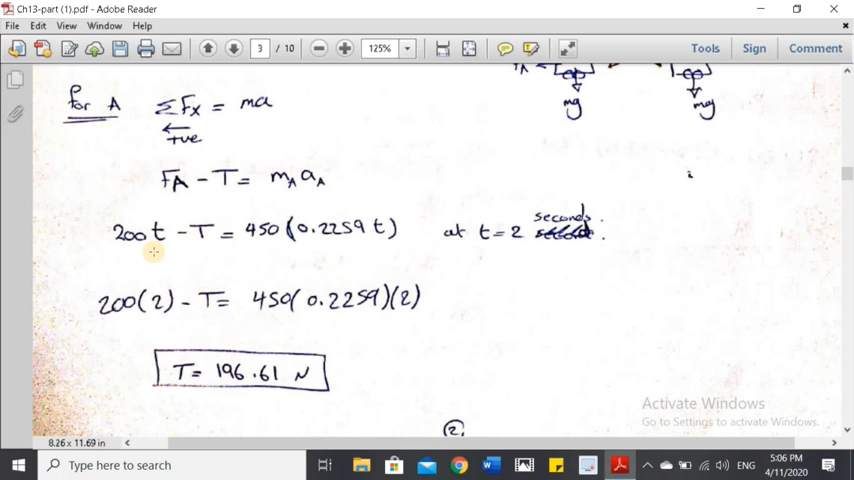 Ch13-part (1).pdf - Adobe Reader
File Edit View Window Help
3 / 10 125% Tools Sign Comment
FA
mg mg
for A ΣFx = ma
+ve
FA - T = mA aA
200t - T = 450(0.2259 t) at t = 2 seconds.
200(2) - T = 450(0.2259)(2)
T = 196.61 N
2
Activate Windows
Go to Settings to activate Windows.
8.26 x 11.69 in
Type here to search ENG 5:06 PM
4/11/2020